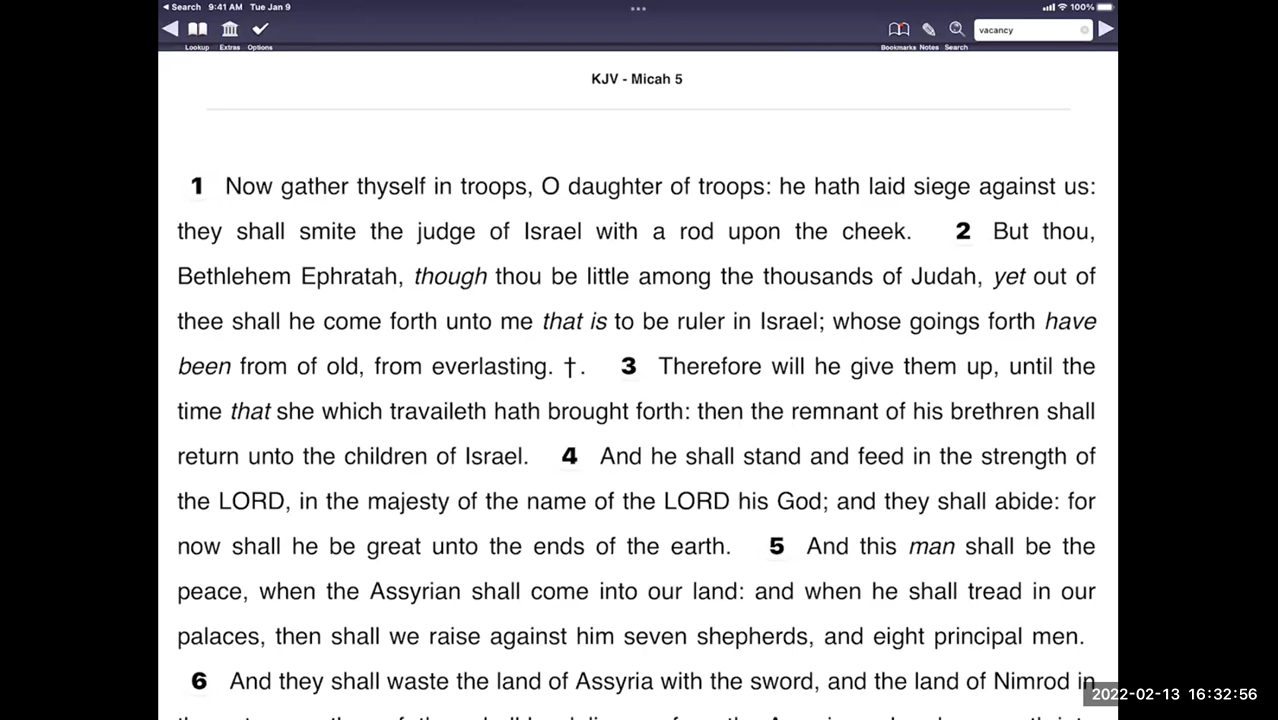 Search 9:41 AM Tue Jan 9
100%
Lookup Extras Options
Bookmarks Notes Search
vacancy
KJV - Micah 5
1 Now gather thyself in troops, O daughter of troops: he hath laid siege against us:
they shall smite the judge of Israel with a rod upon the cheek. 2 But thou,
Bethlehem Ephratah, though thou be little among the thousands of Judah, yet out of
thee shall he come forth unto me that is to be ruler in Israel; whose goings forth have
been from of old, from everlasting. †. 3 Therefore will he give them up, until the
time that she which travaileth hath brought forth: then the remnant of his brethren shall
return unto the children of Israel. 4 And he shall stand and feed in the strength of
the LORD, in the majesty of the name of the LORD his God; and they shall abide: for
now shall he be great unto the ends of the earth. 5 And this man shall be the
peace, when the Assyrian shall come into our land: and when he shall tread in our
palaces, then shall we raise against him seven shepherds, and eight principal men.
6 And they shall waste the land of Assyria with the sword, and the land of Nimrod in
2022-02-13 16:32:56